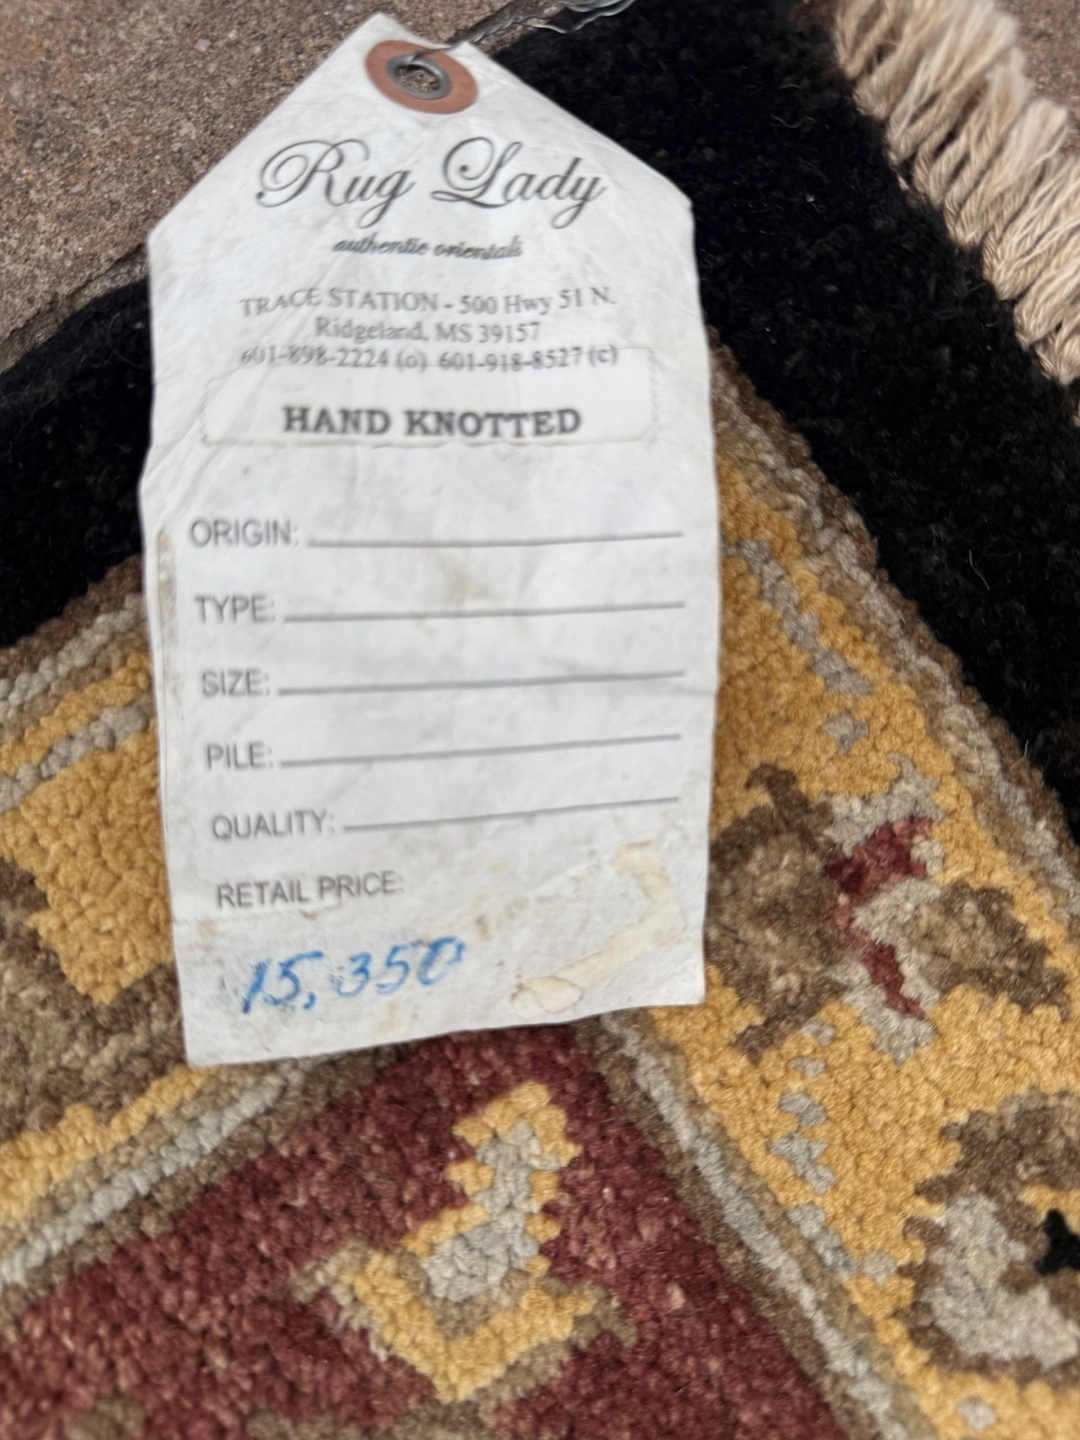 Rug Lady
authentic orientals
TRACE STATION - 500 Hwy 51 N.
Ridgeland, MS 39157
601-898-2224 (o) 601-918-8527 (c)
HAND KNOTTED
ORIGIN:
TYPE:
SIZE:
PILE:
QUALITY:
RETAIL PRICE:
15,350